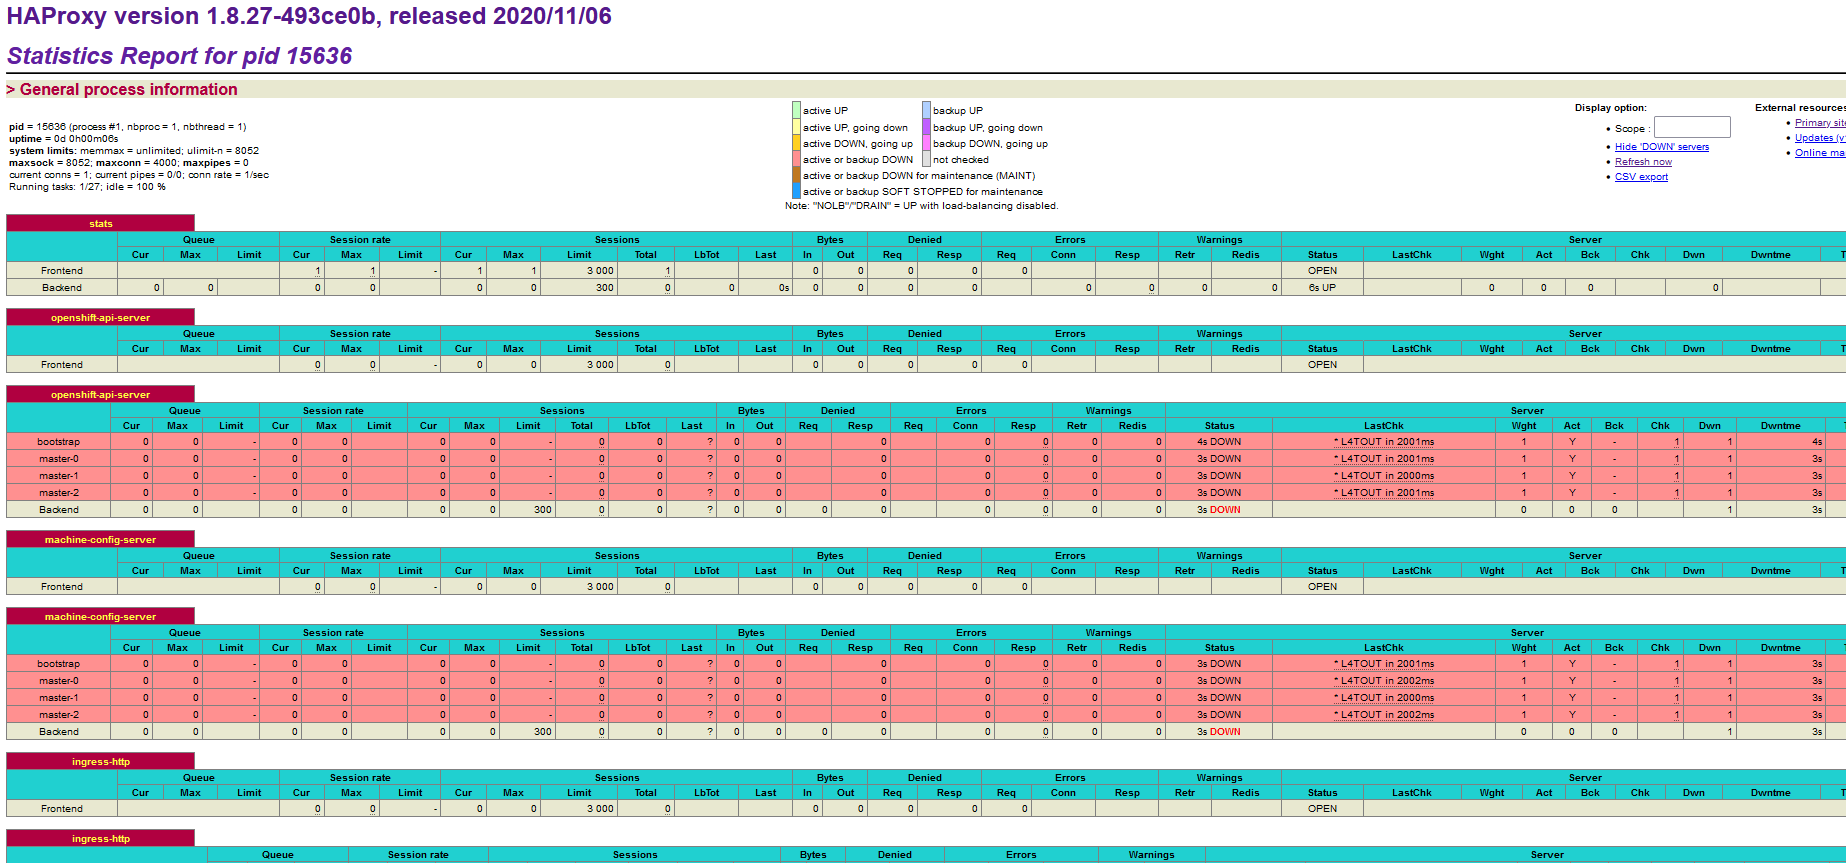 HAProxy version 1.8.27-493ce0b, released 2020/11/06
Statistics Report for pid 15636
> General process information
pid = 15636 (process #1, nbproc = 1, nbthread = 1)
uptime = 0d 0h00m06s
system limits: memmax = unlimited; ulimit-n = 8052
maxsock = 8052; maxconn = 4000; maxpipes = 0
current conns = 1; current pipes = 0/0; conn rate = 1/sec
Running tasks: 1/27; idle = 100 %
active UP backup UP
active UP, going down backup UP, going down
active DOWN, going up backup DOWN, going up
active or backup DOWN not checked
active or backup DOWN for maintenance (MAINT)
active or backup SOFT STOPPED for maintenance
Note: "NOLB"/"DRAIN" = UP with load-balancing disabled.
Display option:
• Scope :
• Hide 'DOWN' servers
• Refresh now
• CSV export
External resources
• Primary site
• Updates (v
• Online ma
stats
Queue Session rate Sessions Bytes Denied Errors Warnings Server
Cur Max Limit Cur Max Limit Cur Max Limit Total LbTot Last In Out Req Resp Req Conn Resp Retr Redis Status LastChk Wght Act Bck Chk Dwn Dwntme T
Frontend 1 1 - 1 1 3 000 1 0 0 0 0 0 OPEN
Backend 0 0 0 0 0 0 300 0 0 0s 0 0 0 0 0 0 0 0 6s UP 0 0 0 0
openshift-api-server
Queue Session rate Sessions Bytes Denied Errors Warnings Server
Cur Max Limit Cur Max Limit Cur Max Limit Total LbTot Last In Out Req Resp Req Conn Resp Retr Redis Status LastChk Wght Act Bck Chk Dwn Dwntme T
Frontend 0 0 - 0 0 3 000 0 0 0 0 0 0 OPEN
openshift-api-server
Queue Session rate Sessions Bytes Denied Errors Warnings Server
Cur Max Limit Cur Max Limit Cur Max Limit Total LbTot Last In Out Req Resp Req Conn Resp Retr Redis Status LastChk Wght Act Bck Chk Dwn Dwntme T
bootstrap 0 0 - 0 0 0 0 - 0 0 ? 0 0 0 0 0 0 0 4s DOWN * L4TOUT in 2001ms 1 Y - 1 1 4s
master-0 0 0 - 0 0 0 0 - 0 0 ? 0 0 0 0 0 0 0 3s DOWN * L4TOUT in 2001ms 1 Y - 1 1 3s
master-1 0 0 - 0 0 0 0 - 0 0 ? 0 0 0 0 0 0 0 3s DOWN * L4TOUT in 2000ms 1 Y - 1 1 3s
master-2 0 0 - 0 0 0 0 - 0 0 ? 0 0 0 0 0 0 0 3s DOWN * L4TOUT in 2001ms 1 Y - 1 1 3s
Backend 0 0 0 0 0 0 300 0 0 ? 0 0 0 0 0 0 0 0 3s DOWN 0 0 0 1 3s
machine-config-server
Queue Session rate Sessions Bytes Denied Errors Warnings Server
Cur Max Limit Cur Max Limit Cur Max Limit Total LbTot Last In Out Req Resp Req Conn Resp Retr Redis Status LastChk Wght Act Bck Chk Dwn Dwntme T
Frontend 0 0 - 0 0 3 000 0 0 0 0 0 0 OPEN
machine-config-server
Queue Session rate Sessions Bytes Denied Errors Warnings Server
Cur Max Limit Cur Max Limit Cur Max Limit Total LbTot Last In Out Req Resp Req Conn Resp Retr Redis Status LastChk Wght Act Bck Chk Dwn Dwntme T
bootstrap 0 0 - 0 0 0 0 - 0 0 ? 0 0 0 0 0 0 0 3s DOWN * L4TOUT in 2001ms 1 Y - 1 1 3s
master-0 0 0 - 0 0 0 0 - 0 0 ? 0 0 0 0 0 0 0 3s DOWN * L4TOUT in 2002ms 1 Y - 1 1 3s
master-1 0 0 - 0 0 0 0 - 0 0 ? 0 0 0 0 0 0 0 3s DOWN * L4TOUT in 2000ms 1 Y - 1 1 3s
master-2 0 0 - 0 0 0 0 - 0 0 ? 0 0 0 0 0 0 0 3s DOWN * L4TOUT in 2002ms 1 Y - 1 1 3s
Backend 0 0 0 0 0 0 300 0 0 ? 0 0 0 0 0 0 0 0 3s DOWN 0 0 0 1 3s
ingress-http
Queue Session rate Sessions Bytes Denied Errors Warnings Server
Cur Max Limit Cur Max Limit Cur Max Limit Total LbTot Last In Out Req Resp Req Conn Resp Retr Redis Status LastChk Wght Act Bck Chk Dwn Dwntme T
Frontend 0 0 - 0 0 3 000 0 0 0 0 0 0 OPEN
ingress-http
Queue Session rate Sessions Bytes Denied Errors Warnings Server